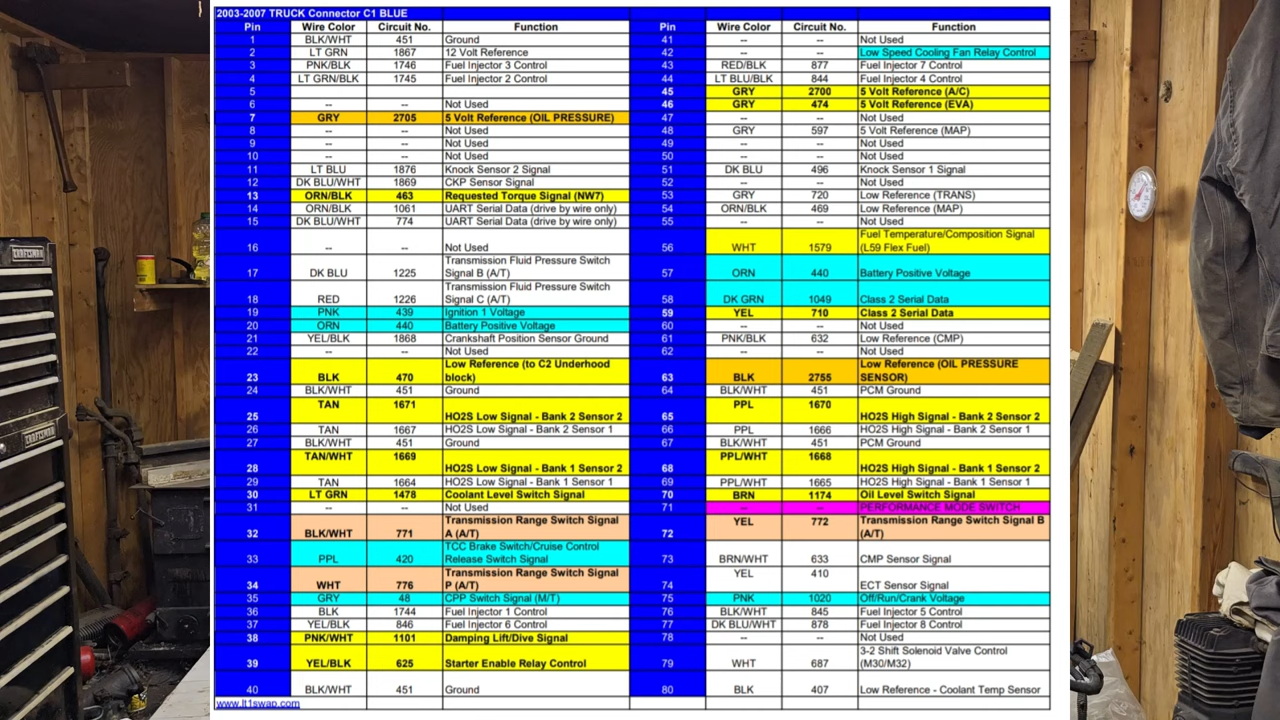 2003-2007 TRUCK Connector C1 BLUE
Pin Wire Color Circuit No. Function Pin Wire Color Circuit No. Function
1 BLK/WHT 451 Ground 41 -- -- Not Used
2 LT GRN 1867 12 Volt Reference 42 -- -- Low Speed Cooling Fan Relay Control
3 PNK/BLK 1746 Fuel Injector 3 Control 43 RED/BLK 877 Fuel Injector 7 Control
4 LT GRN/BLK 1745 Fuel Injector 2 Control 44 LT BLU/BLK 844 Fuel Injector 4 Control
5 45 GRY 2700 5 Volt Reference (A/C)
6 -- -- Not Used 46 GRY 474 5 Volt Reference (EVA)
7 GRY 2705 5 Volt Reference (OIL PRESSURE) 47 -- -- Not Used
8 -- -- Not Used 48 GRY 597 5 Volt Reference (MAP)
9 -- -- Not Used 49 -- -- Not Used
10 -- -- Not Used 50 -- -- Not Used
11 LT BLU 1876 Knock Sensor 2 Signal 51 DK BLU 496 Knock Sensor 1 Signal
12 DK BLU/WHT 1869 CKP Sensor Signal 52 -- -- Not Used
13 ORN/BLK 463 Requested Torque Signal (NW7) 53 GRY 720 Low Reference (TRANS)
14 ORN/BLK 1061 UART Serial Data (drive by wire only) 54 ORN/BLK 469 Low Reference (MAP)
15 DK BLU/WHT 774 UART Serial Data (drive by wire only) 55 -- -- Not Used
16 -- -- Not Used 56 WHT 1579 Fuel Temperature/Composition Signal
(L59 Flex Fuel)
17 DK BLU 1225 Transmission Fluid Pressure Switch
Signal B (A/T) 57 ORN 440 Battery Positive Voltage
18 RED 1226 Transmission Fluid Pressure Switch
Signal C (A/T) 58 DK GRN 1049 Class 2 Serial Data
19 PNK 439 Ignition 1 Voltage 59 YEL 710 Class 2 Serial Data
20 ORN 440 Battery Positive Voltage 60 -- -- Not Used
21 YEL/BLK 1868 Crankshaft Position Sensor Ground 61 PNK/BLK 632 Low Reference (CMP)
22 -- -- Not Used 62 -- -- Not Used
23 BLK 470 Low Reference (to C2 Underhood
block) 63 BLK 2755 Low Reference (OIL PRESSURE
SENSOR)
24 BLK/WHT 451 Ground 64 BLK/WHT 451 PCM Ground
25 TAN 1671 HO2S Low Signal - Bank 2 Sensor 2 65 PPL 1670 HO2S High Signal - Bank 2 Sensor 2
26 TAN 1667 HO2S Low Signal - Bank 2 Sensor 1 66 PPL 1666 HO2S High Signal - Bank 2 Sensor 1
27 BLK/WHT 451 Ground 67 BLK/WHT 451 PCM Ground
28 TAN/WHT 1669 HO2S Low Signal - Bank 1 Sensor 2 68 PPL/WHT 1668 HO2S High Signal - Bank 1 Sensor 2
29 TAN 1664 HO2S Low Signal - Bank 1 Sensor 1 69 PPL/WHT 1665 HO2S High Signal - Bank 1 Sensor 1
30 LT GRN 1478 Coolant Level Switch Signal 70 BRN 1174 Oil Level Switch Signal
31 -- -- Not Used 71 -- -- PERFORMANCE MODE SWITCH
32 BLK/WHT 771 Transmission Range Switch Signal
A (A/T) 72 YEL 772 Transmission Range Switch Signal B
(A/T)
33 PPL 420 TCC Brake Switch/Cruise Control
Release Switch Signal 73 BRN/WHT 633 CMP Sensor Signal
34 WHT 776 Transmission Range Switch Signal
P (A/T) 74 YEL 410 ECT Sensor Signal
35 GRY 48 CPP Switch Signal (M/T) 75 PNK 1020 Off/Run/Crank Voltage
36 BLK 1744 Fuel Injector 1 Control 76 BLK/WHT 845 Fuel Injector 5 Control
37 YEL/BLK 846 Fuel Injector 6 Control 77 DK BLU/WHT 878 Fuel Injector 8 Control
38 PNK/WHT 1101 Damping Lift/Dive Signal 78 -- -- Not Used
39 YEL/BLK 625 Starter Enable Relay Control 79 WHT 687 3-2 Shift Solenoid Valve Control
(M30/M32)
40 BLK/WHT 451 Ground 80 BLK 407 Low Reference - Coolant Temp Sensor
www.lt1swap.com
CRAFTSMAN
CRAFTSMAN